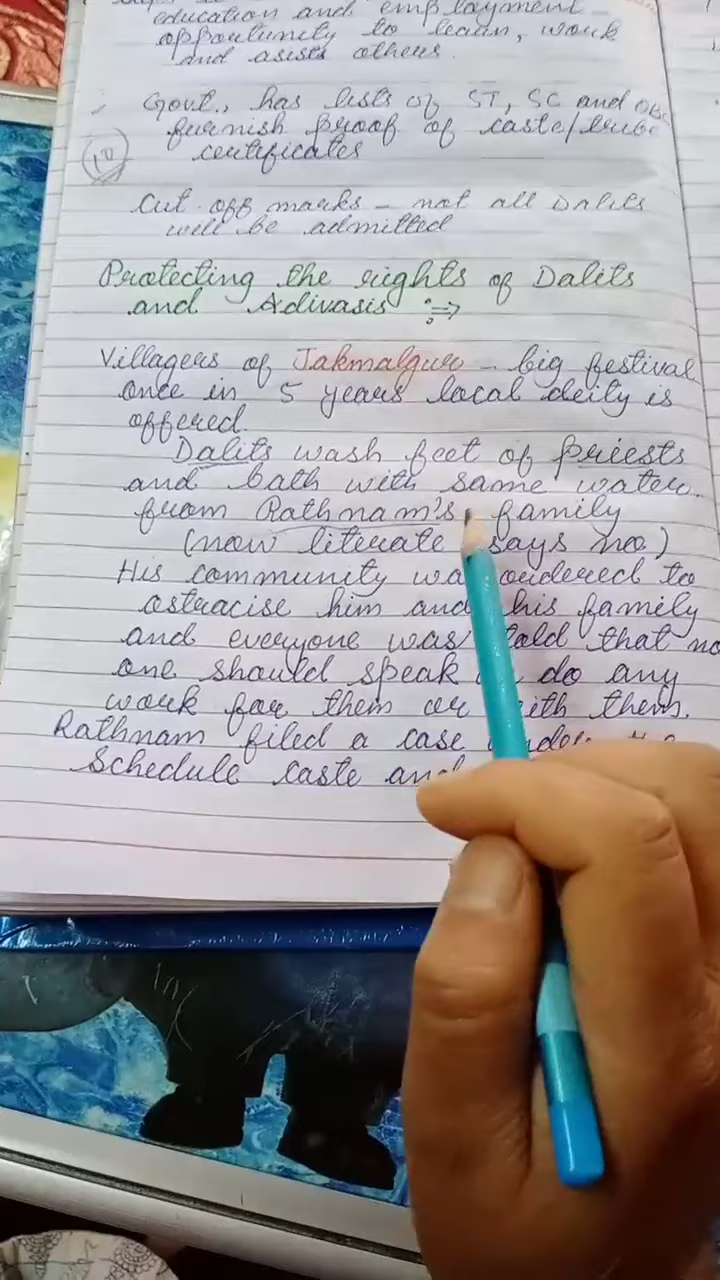 education and employment
opportunity to learn, work
and asists others.
Govt., has lists of ST, SC and OBC
furnish proof of caste/tribe
certificates
10
Cut off marks - not all Dalits
will be admitted
Protecting the rights of Dalits
and Adivasis :⇒
Villagers of Jakmalgur - big festival
once in 5 years local deity is
offered.
Dalits wash feet of priests
and bath with same water.
from Rathnam's family
(now literate says no)
His community ordered to
ostracise him and his family
and everyone was told that no
one should speak do any
work for them or with them.
Rathnam filed a case under
Schedule caste and